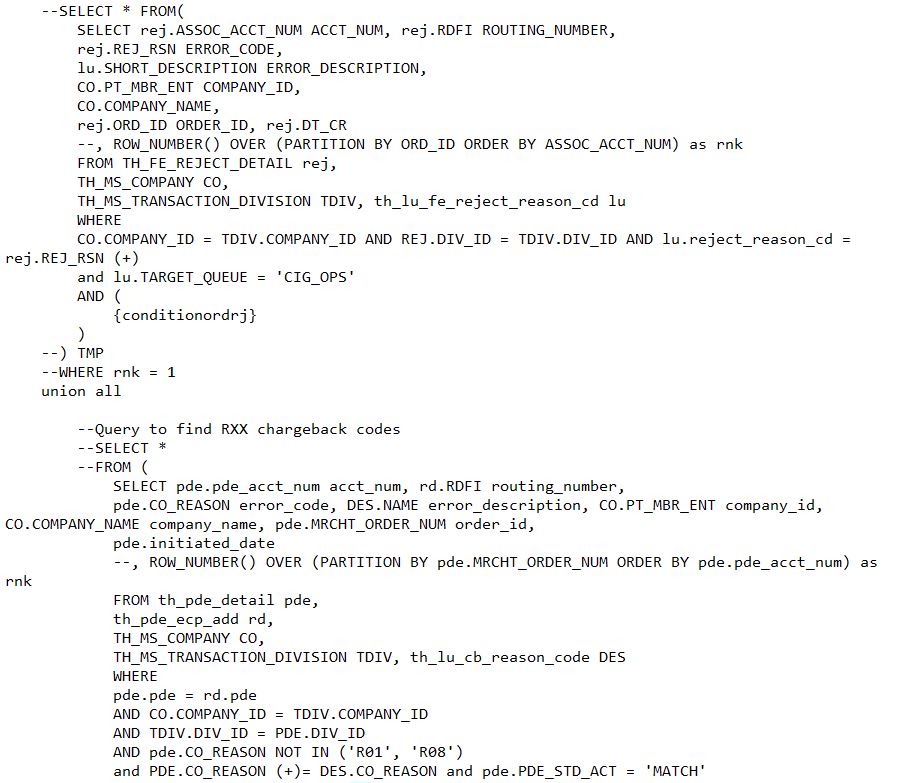 --SELECT * FROM(
SELECT rej.ASSOC_ACCT_NUM ACCT_NUM, rej.RDFI ROUTING_NUMBER,
rej.REJ_RSN ERROR_CODE,
lu.SHORT_DESCRIPTION ERROR_DESCRIPTION,
CO.PT_MBR_ENT COMPANY_ID,
CO.COMPANY_NAME,
rej.ORD_ID ORDER_ID, rej.DT_CR
--, ROW_NUMBER() OVER (PARTITION BY ORD_ID ORDER BY ASSOC_ACCT_NUM) as rnk
FROM TH_FE_REJECT_DETAIL rej,
TH_MS_COMPANY CO,
TH_MS_TRANSACTION_DIVISION TDIV, th_lu_fe_reject_reason_cd lu
WHERE
CO.COMPANY_ID = TDIV.COMPANY_ID AND REJ.DIV_ID = TDIV.DIV_ID AND lu.reject_reason_cd =
rej.REJ_RSN (+)
and lu.TARGET_QUEUE = 'CIG_OPS'
AND (
{conditionordrj}
)
--) TMP
--WHERE rnk = 1
union all
--Query to find RXX chargeback codes
--SELECT *
--FROM (
SELECT pde.pde_acct_num acct_num, rd.RDFI routing_number,
pde.CO_REASON error_code, DES.NAME error_description, CO.PT_MBR_ENT company_id,
CO.COMPANY_NAME company_name, pde.MRCHT_ORDER_NUM order_id,
pde.initiated_date
--, ROW_NUMBER() OVER (PARTITION BY pde.MRCHT_ORDER_NUM ORDER BY pde.pde_acct_num) as
rnk
FROM th_pde_detail pde,
th_pde_ecp_add rd,
TH_MS_COMPANY CO,
TH_MS_TRANSACTION_DIVISION TDIV, th_lu_cb_reason_code DES
WHERE
pde.pde = rd.pde
AND CO.COMPANY_ID = TDIV.COMPANY_ID
AND TDIV.DIV_ID = PDE.DIV_ID
AND pde.CO_REASON NOT IN ('R01', 'R08')
and PDE.CO_REASON (+)= DES.CO_REASON and pde.PDE_STD_ACT = 'MATCH'